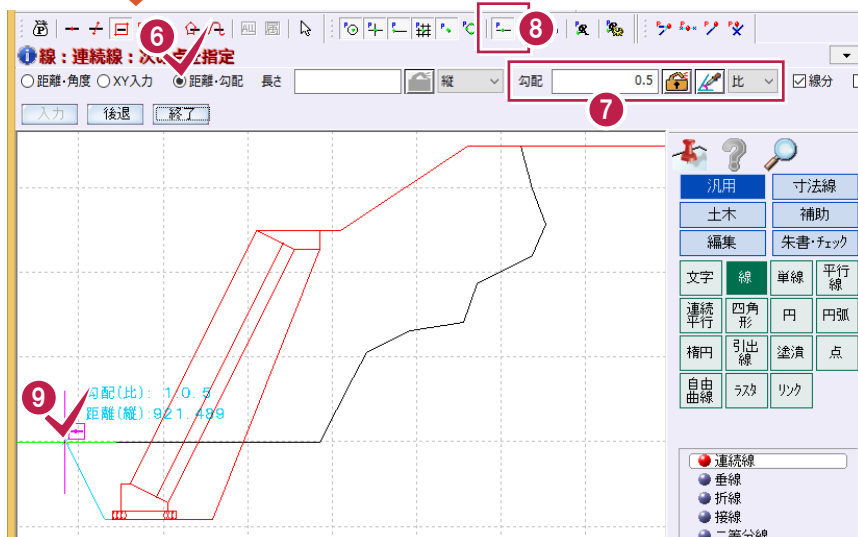 8
線：連続線：次の点を指定
6
距離・角度 XY入力 距離・勾配 長さ 縦 勾配 0.5 比 線分
7
入力 後退 終了
汎用 寸法線
土木 補助
編集 朱書・チェック
文字 線 単線 平行線
連続平行 四角形 円 円弧
楕円 引出線 塗潰 点
自由曲線 ラスタ リンク
9
勾配(比): 1:0.5
距離(縦):921.489
連続線
垂線
折線
接線
二等分線